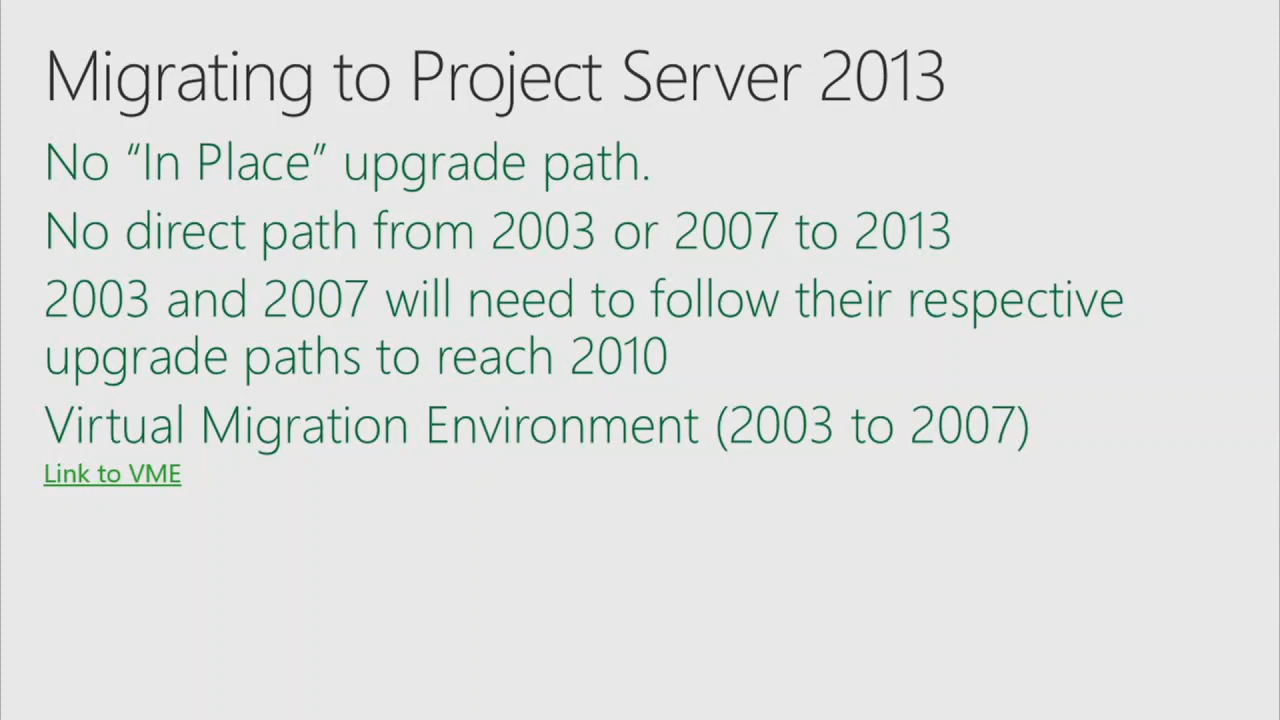 Migrating to Project Server 2013
No “In Place” upgrade path.
No direct path from 2003 or 2007 to 2013
2003 and 2007 will need to follow their respective
upgrade paths to reach 2010
Virtual Migration Environment (2003 to 2007)
Link to VME